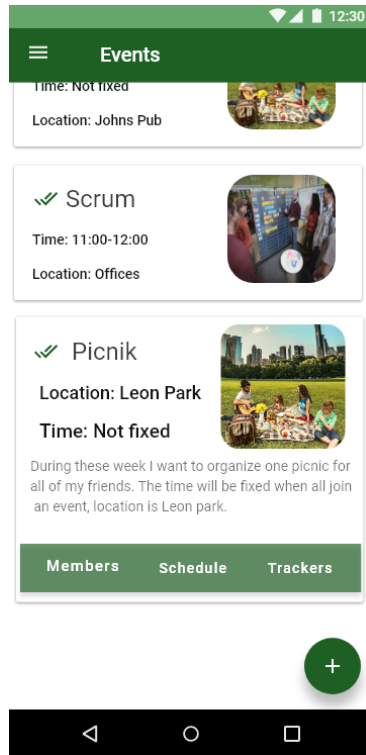 12:30
Events
Time: Not fixed
Location: Johns Pub
Scrum
Time: 11:00-12:00
Location: Offices
Picnik
Location: Leon Park
Time: Not fixed
During these week I want to organize one picnic for
all of my friends. The time will be fixed when all join
an event, location is Leon park.
Members Schedule Trackers
+